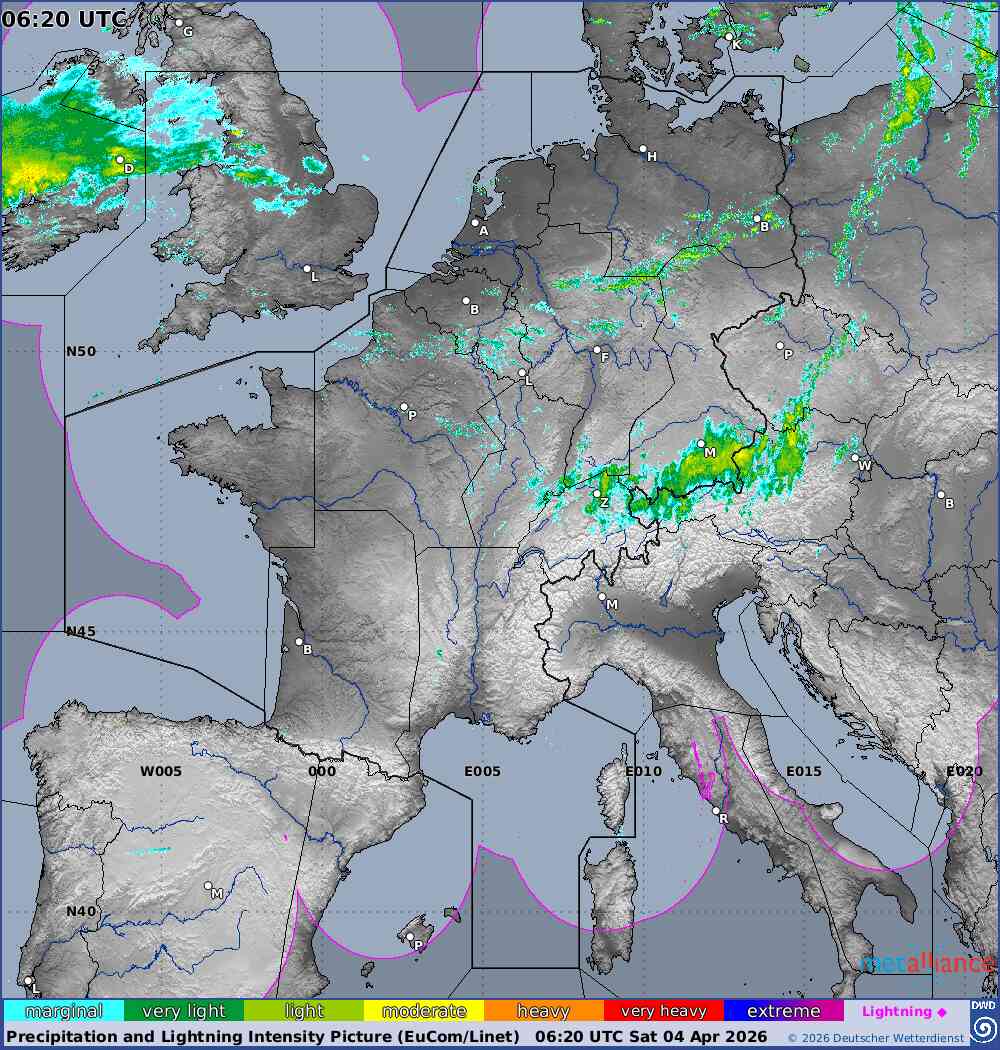 06:20 UTC
G
K
S
D
H
A
B
L
B
N50
F
P
L
P
M
W
Z
B
M
N45
B
W005
000
E005
E010
E015
E020
R
M
N40
P
L
metalliance
marginal
very light
light
moderate
heavy
very heavy
extreme
Lightning ◆
DWD
Precipitation and Lightning Intensity Picture (EuCom/Linet) 06:20 UTC Sat 04 Apr 2026
© 2026 Deutscher Wetterdienst